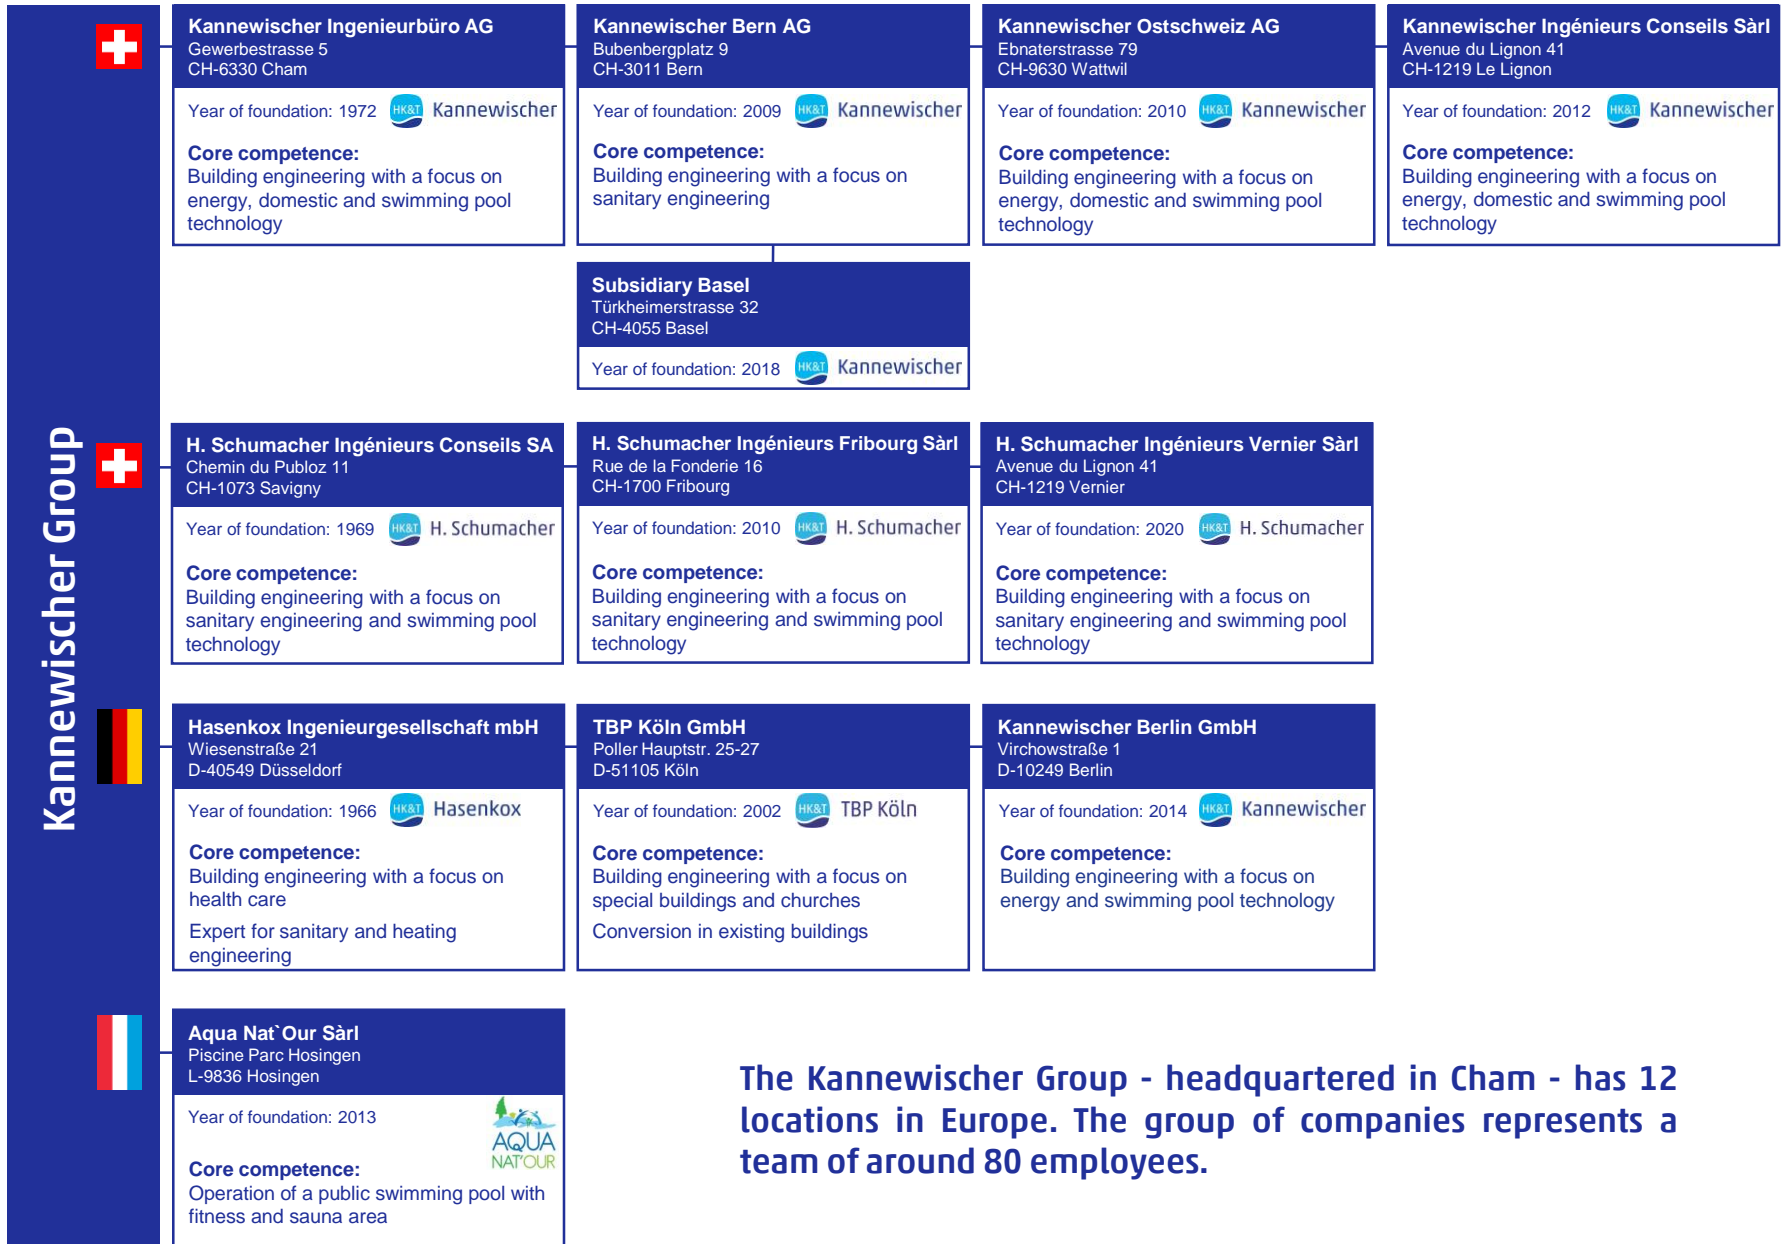 Kannewischer Group
Kannewischer Ingenieurbüro AG
Gewerbestrasse 5
CH-6330 Cham
Year of foundation: 1972
HK&T Kannewischer
Core competence:
Building engineering with a focus on
energy, domestic and swimming pool
technology
Kannewischer Bern AG
Bubenbergplatz 9
CH-3011 Bern
Year of foundation: 2009
HK&T Kannewischer
Core competence:
Building engineering with a focus on
sanitary engineering
Kannewischer Ostschweiz AG
Ebnaterstrasse 79
CH-9630 Wattwil
Year of foundation: 2010
HK&T Kannewischer
Core competence:
Building engineering with a focus on
energy, domestic and swimming pool
technology
Kannewischer Ingénieurs Conseils Sàrl
Avenue du Lignon 41
CH-1219 Le Lignon
Year of foundation: 2012
HK&T Kannewischer
Core competence:
Building engineering with a focus on
energy, domestic and swimming pool
technology
Subsidiary Basel
Türkheimerstrasse 32
CH-4055 Basel
Year of foundation: 2018
HK&T Kannewischer
H. Schumacher Ingénieurs Conseils SA
Chemin du Publoz 11
CH-1073 Savigny
Year of foundation: 1969
HK&T H. Schumacher
Core competence:
Building engineering with a focus on
sanitary engineering and swimming pool
technology
H. Schumacher Ingénieurs Fribourg Sàrl
Rue de la Fonderie 16
CH-1700 Fribourg
Year of foundation: 2010
HK&T H. Schumacher
Core competence:
Building engineering with a focus on
sanitary engineering and swimming pool
technology
H. Schumacher Ingénieurs Vernier Sàrl
Avenue du Lignon 41
CH-1219 Vernier
Year of foundation: 2020
HK&T H. Schumacher
Core competence:
Building engineering with a focus on
sanitary engineering and swimming pool
technology
Hasenkox Ingenieurgesellschaft mbH
Wiesenstraße 21
D-40549 Düsseldorf
Year of foundation: 1966
HK&T Hasenkox
Core competence:
Building engineering with a focus on
health care
Expert for sanitary and heating
engineering
TBP Köln GmbH
Poller Hauptstr. 25-27
D-51105 Köln
Year of foundation: 2002
HK&T TBP Köln
Core competence:
Building engineering with a focus on
special buildings and churches
Conversion in existing buildings
Kannewischer Berlin GmbH
Virchowstraße 1
D-10249 Berlin
Year of foundation: 2014
HK&T Kannewischer
Core competence:
Building engineering with a focus on
energy and swimming pool technology
Aqua Nat`Our Sàrl
Piscine Parc Hosingen
L-9836 Hosingen
Year of foundation: 2013
AQUA
NAT'OUR
Core competence:
Operation of a public swimming pool with
fitness and sauna area
The Kannewischer Group - headquartered in Cham - has 12
locations in Europe. The group of companies represents a
team of around 80 employees.